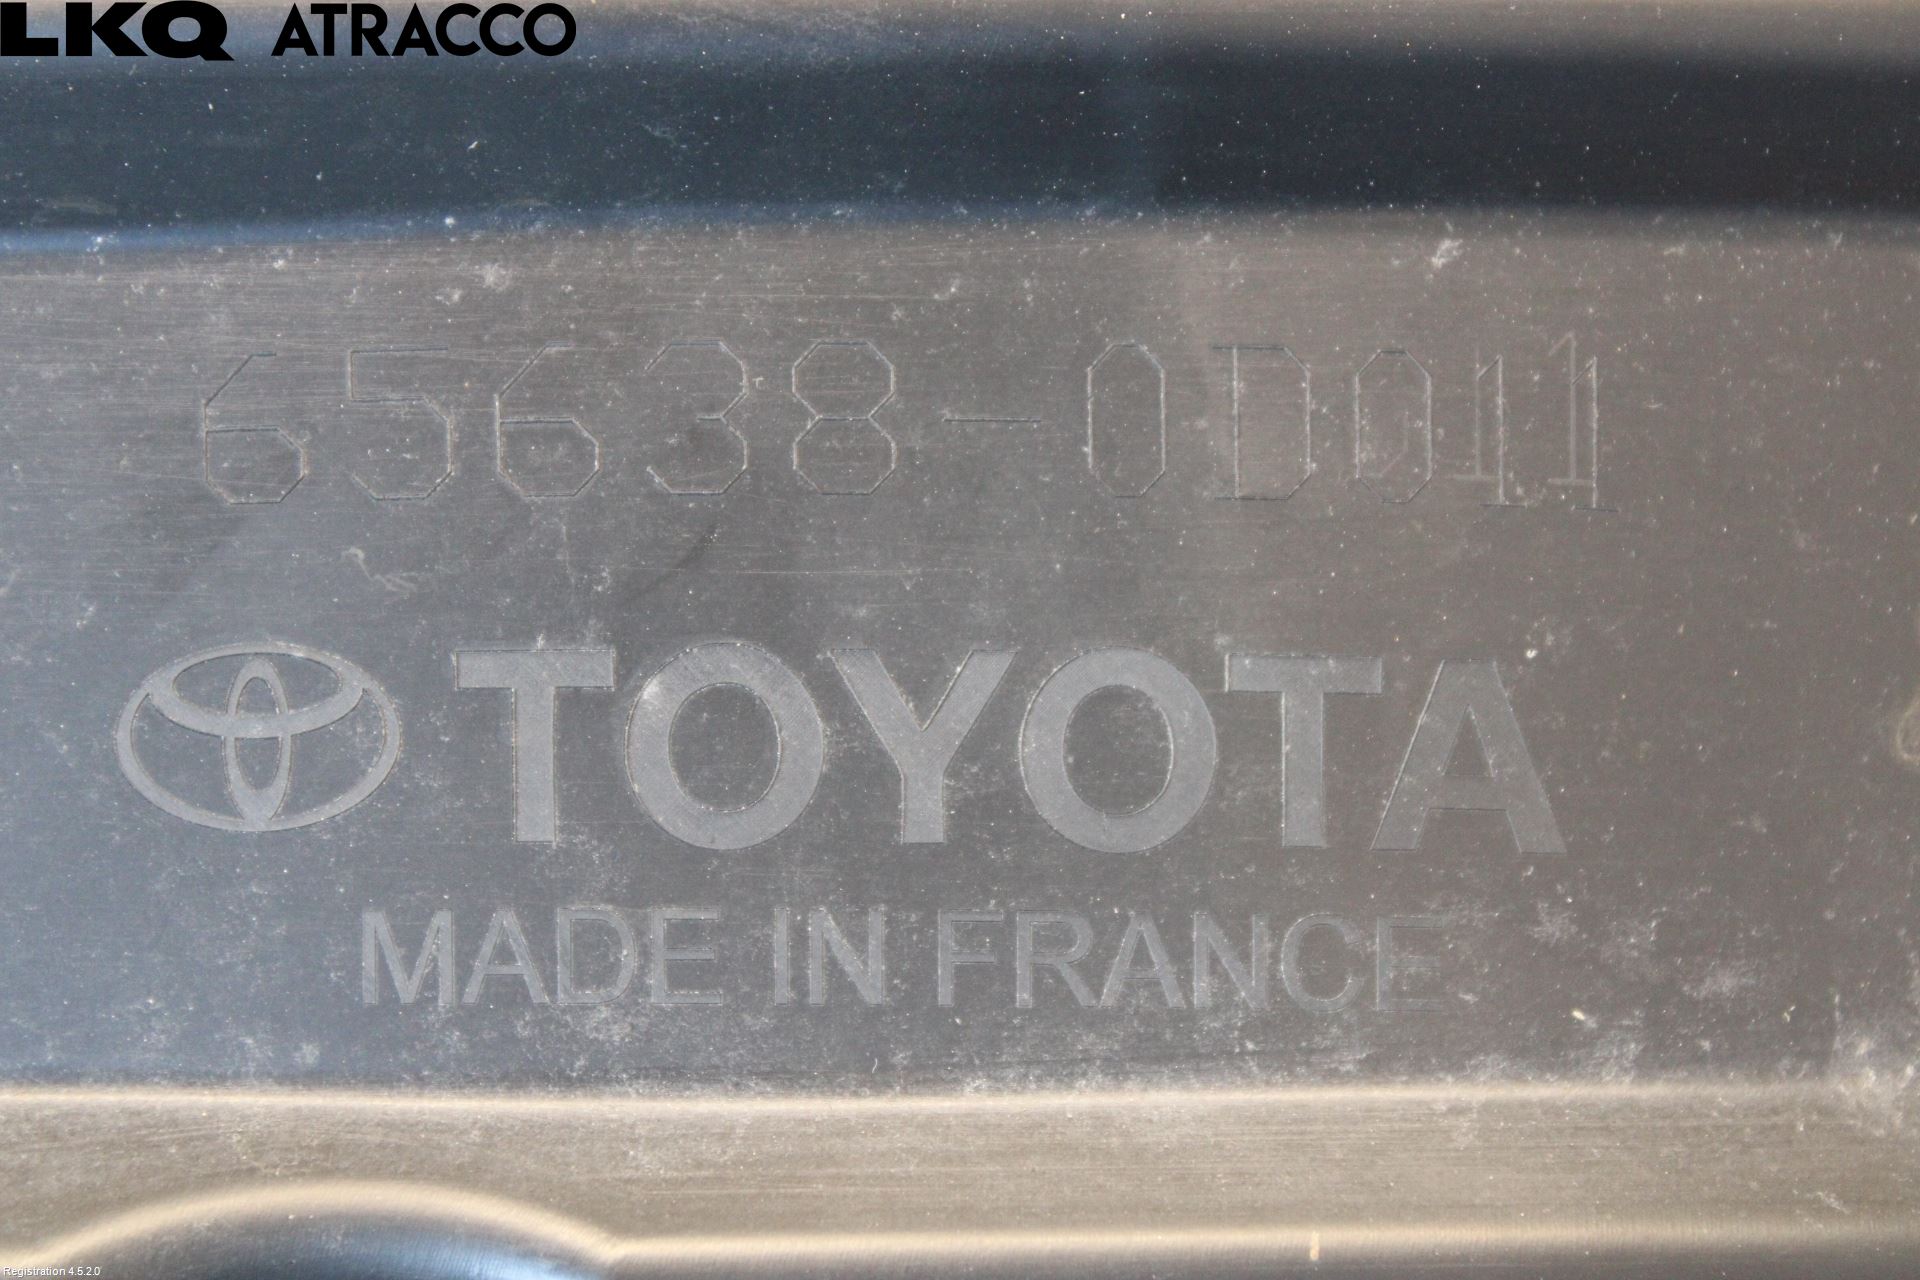 LKQ ATRACCO
65638-0D011
TOYOTA
MADE IN FRANCE
Registration 4.5.2.0